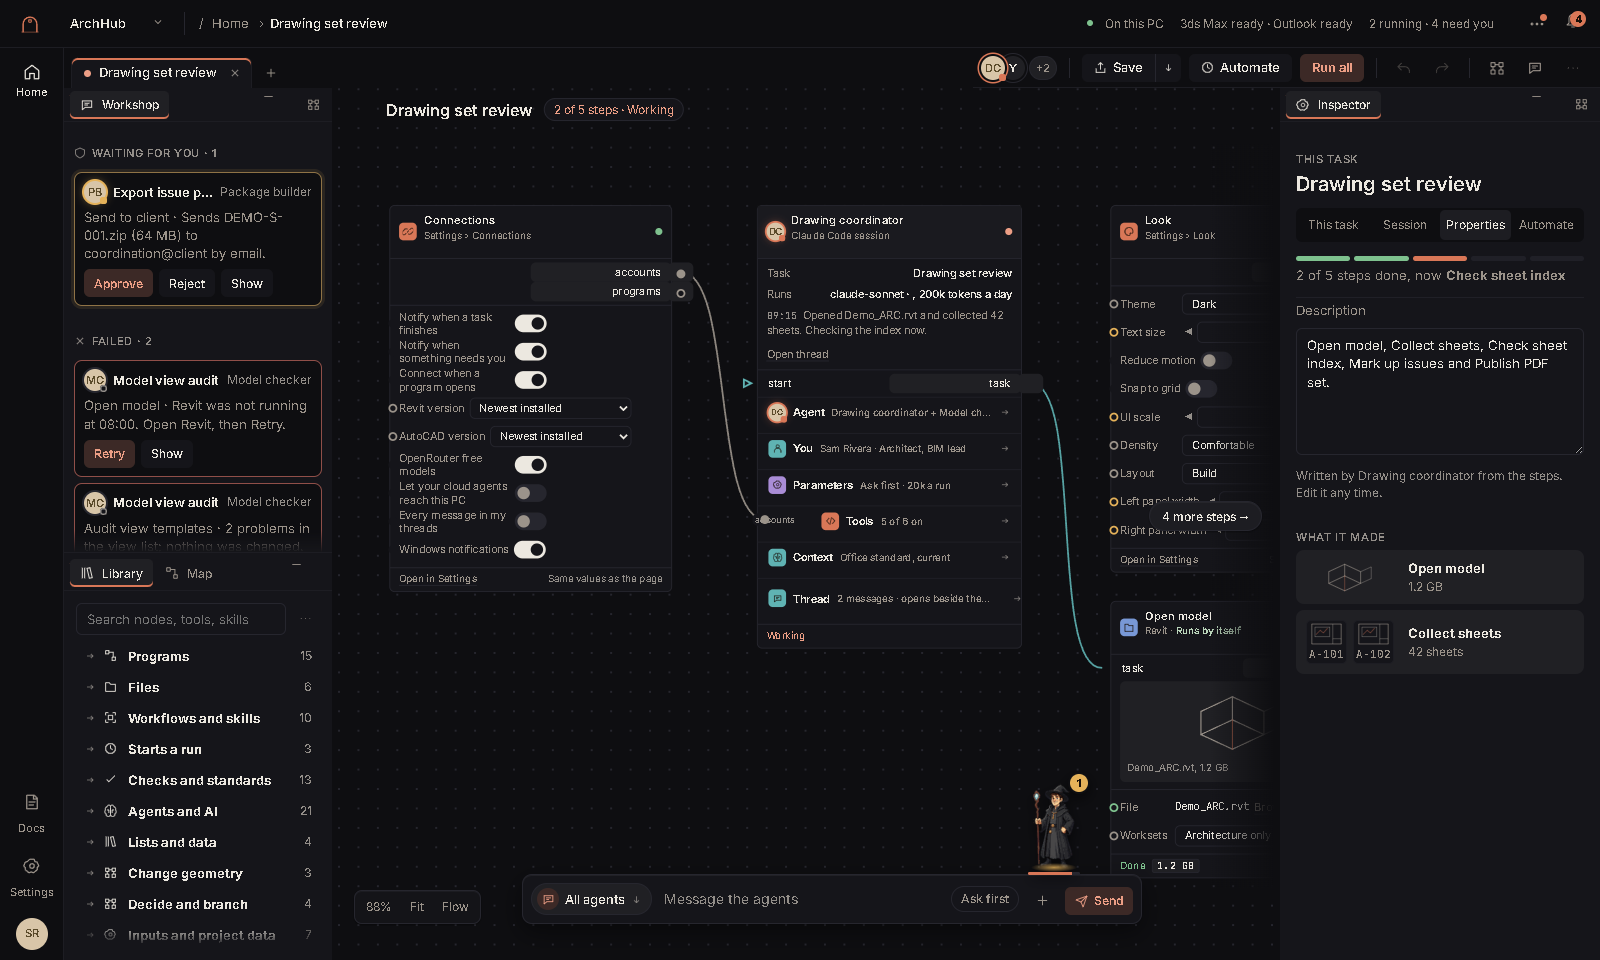 ArchHub
/ Home › Drawing set review
On this PC
3ds Max ready · Outlook ready
2 running · 4 need you
4
Home
Drawing set review
DC
Y
+2
Save
Automate
Run all
Workshop
WAITING FOR YOU · 1
PB
Export issue p...
Package builder
Send to client · Sends DEMO-S-
001.zip (64 MB) to
coordination@client by email.
Approve
Reject
Show
FAILED · 2
MC
Model view audit
Model checker
Open model · Revit was not running
at 08:00. Open Revit, then Retry.
Retry
Show
MC
Model view audit
Model checker
Audit view templates · 2 problems in
the view list; nothing was changed.
Library
Map
Search nodes, tools, skills
Programs 15
Files 6
Workflows and skills 10
Starts a run 3
Checks and standards 13
Agents and AI 21
Lists and data 4
Change geometry 3
Decide and branch 4
Inputs and project data 7
Docs
Settings
SR
Drawing set review
2 of 5 steps · Working
Connections
Settings › Connections
accounts
programs
Notify when a task
finishes
Notify when
something needs you
Connect when a
program opens
Revit version
Newest installed
AutoCAD version
Newest installed
OpenRouter free
models
Let your cloud agents
reach this PC
Every message in my
threads
Windows notifications
Open in Settings
Same values as the page
DC
Drawing coordinator
Claude Code session
Task
Drawing set review
Runs
claude-sonnet · , 200k tokens a day
09:15 Opened Demo_ARC.rvt and collected 42
sheets. Checking the index now.
Open thread
start
task
DC
Agent
Drawing coordinator + Model ch...
You
Sam Rivera · Architect, BIM lead
Parameters
Ask first · 20k a run
accounts
Tools
5 of 6 on
Context
Office standard, current
Thread
2 messages · opens beside the...
Working
Look
Settings › Look
Theme
Dark
Text size
Reduce motion
Snap to grid
UI scale
Density
Comfortable
Layout
Build
Left panel width
Right panel width
4 more steps →
Open in Settings
Open model
Revit · Runs by itself
task
Demo_ARC.rvt, 1.2 GB
File
Demo_ARC.rvt
Worksets
Architecture only
Done
1.2 GB
1
88%
Fit
Flow
All agents
Message the agents
Ask first
Send
Inspector
THIS TASK
Drawing set review
This task
Session
Properties
Automate
2 of 5 steps done, now Check sheet index
Description
Open model, Collect sheets, Check sheet
index, Mark up issues and Publish PDF
set.
Written by Drawing coordinator from the steps.
Edit it any time.
WHAT IT MADE
Open model
1.2 GB
A-101
A-102
Collect sheets
42 sheets